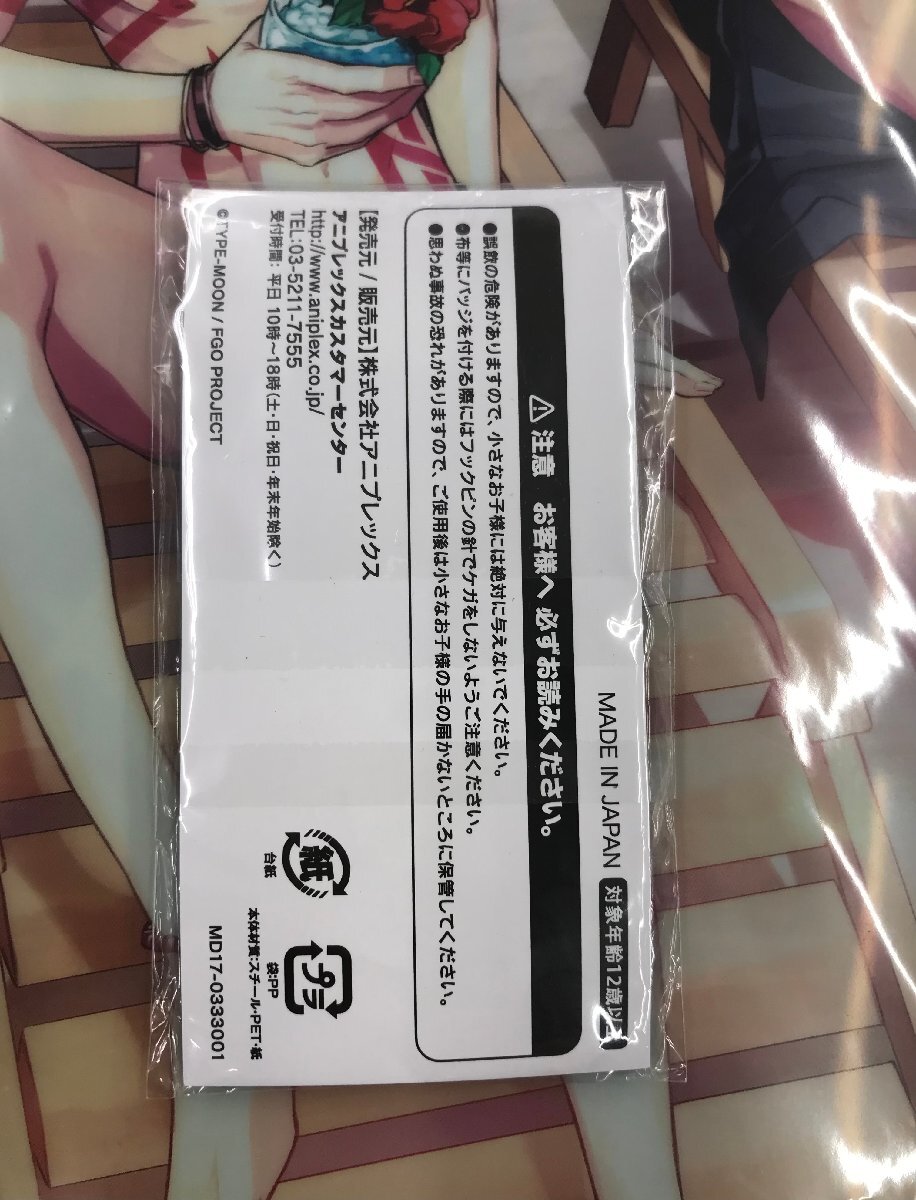 MADE IN JAPAN 対象年齢12歳以
⚠ 注意 お客様へ 必ずお読みください。
●誤飲の危険がありますので、小さなお子様には絶対に与えないでください。
●布等にバッジを付ける際にはフックピンの針でケガをしないようご注意ください。
●思わぬ事故の恐れがありますので、ご使用後は小さなお子様の手の届かないところに保管してください。
【発売元 / 販売元】株式会社アニプレックス
アニプレックスカスタマーセンター
http://www.aniplex.co.jp/
TEL:03-5211-7555
受付時間: 平日 10時～18時(土・日・祝日・年末年始除く)
©TYPE-MOON / FGO PROJECT
紙
台紙
プラ
袋:PP
本体材質:スチール・PET・紙
MD17-0333001